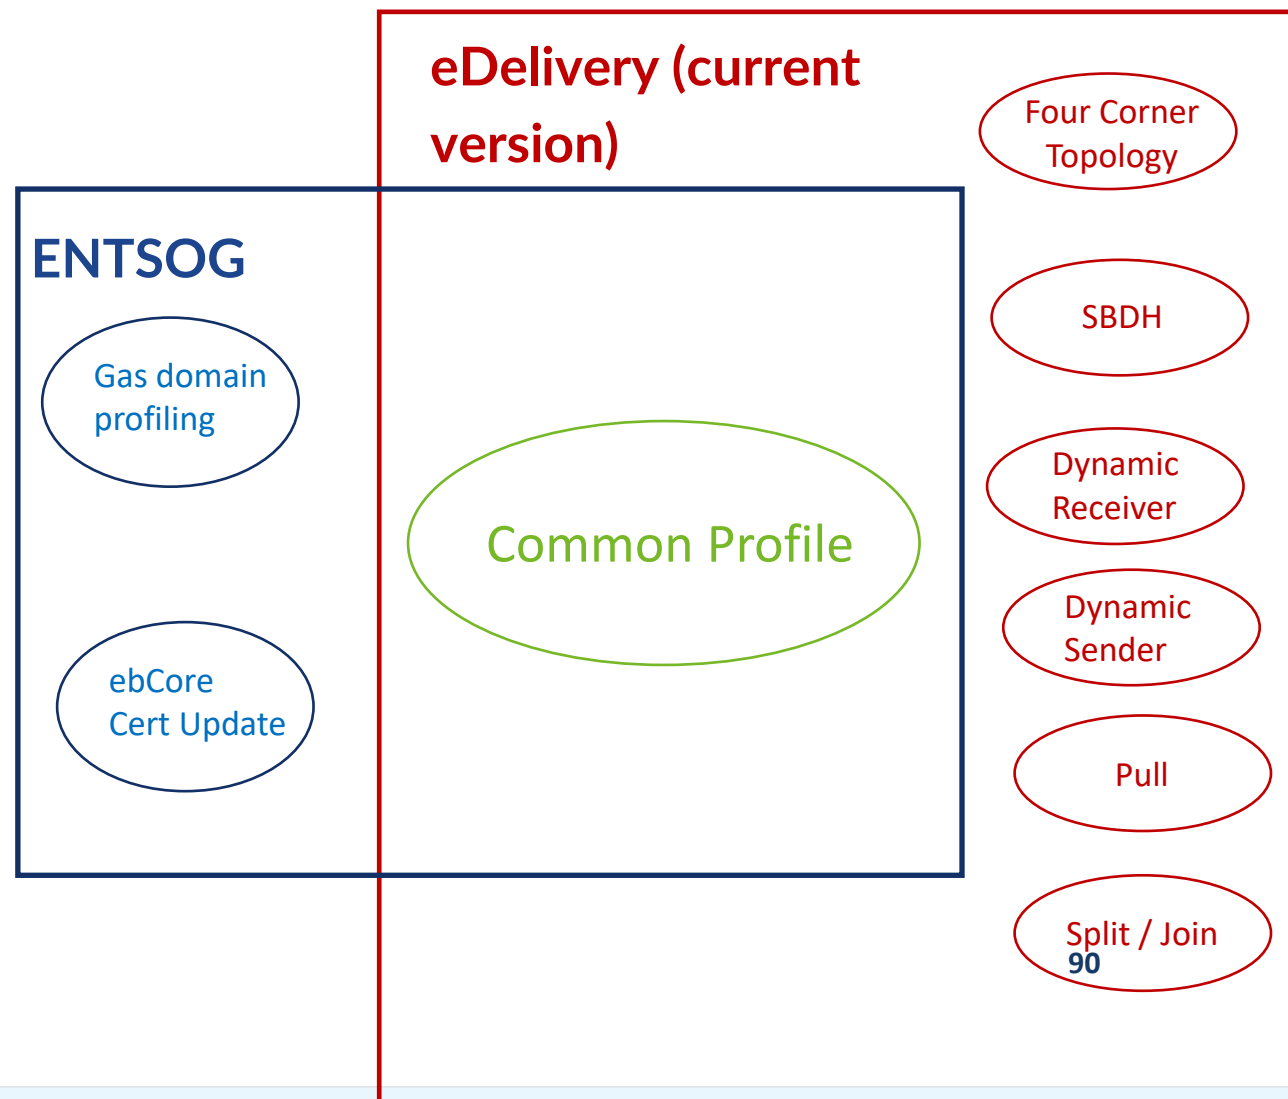 eDelivery (current
version)
Four Corner
Topology
ENTSOG
SBDH
Gas domain
profiling
Dynamic
Receiver
Common Profile
Dynamic
Sender
ebCore
Cert Update
Pull
Split / Join
90